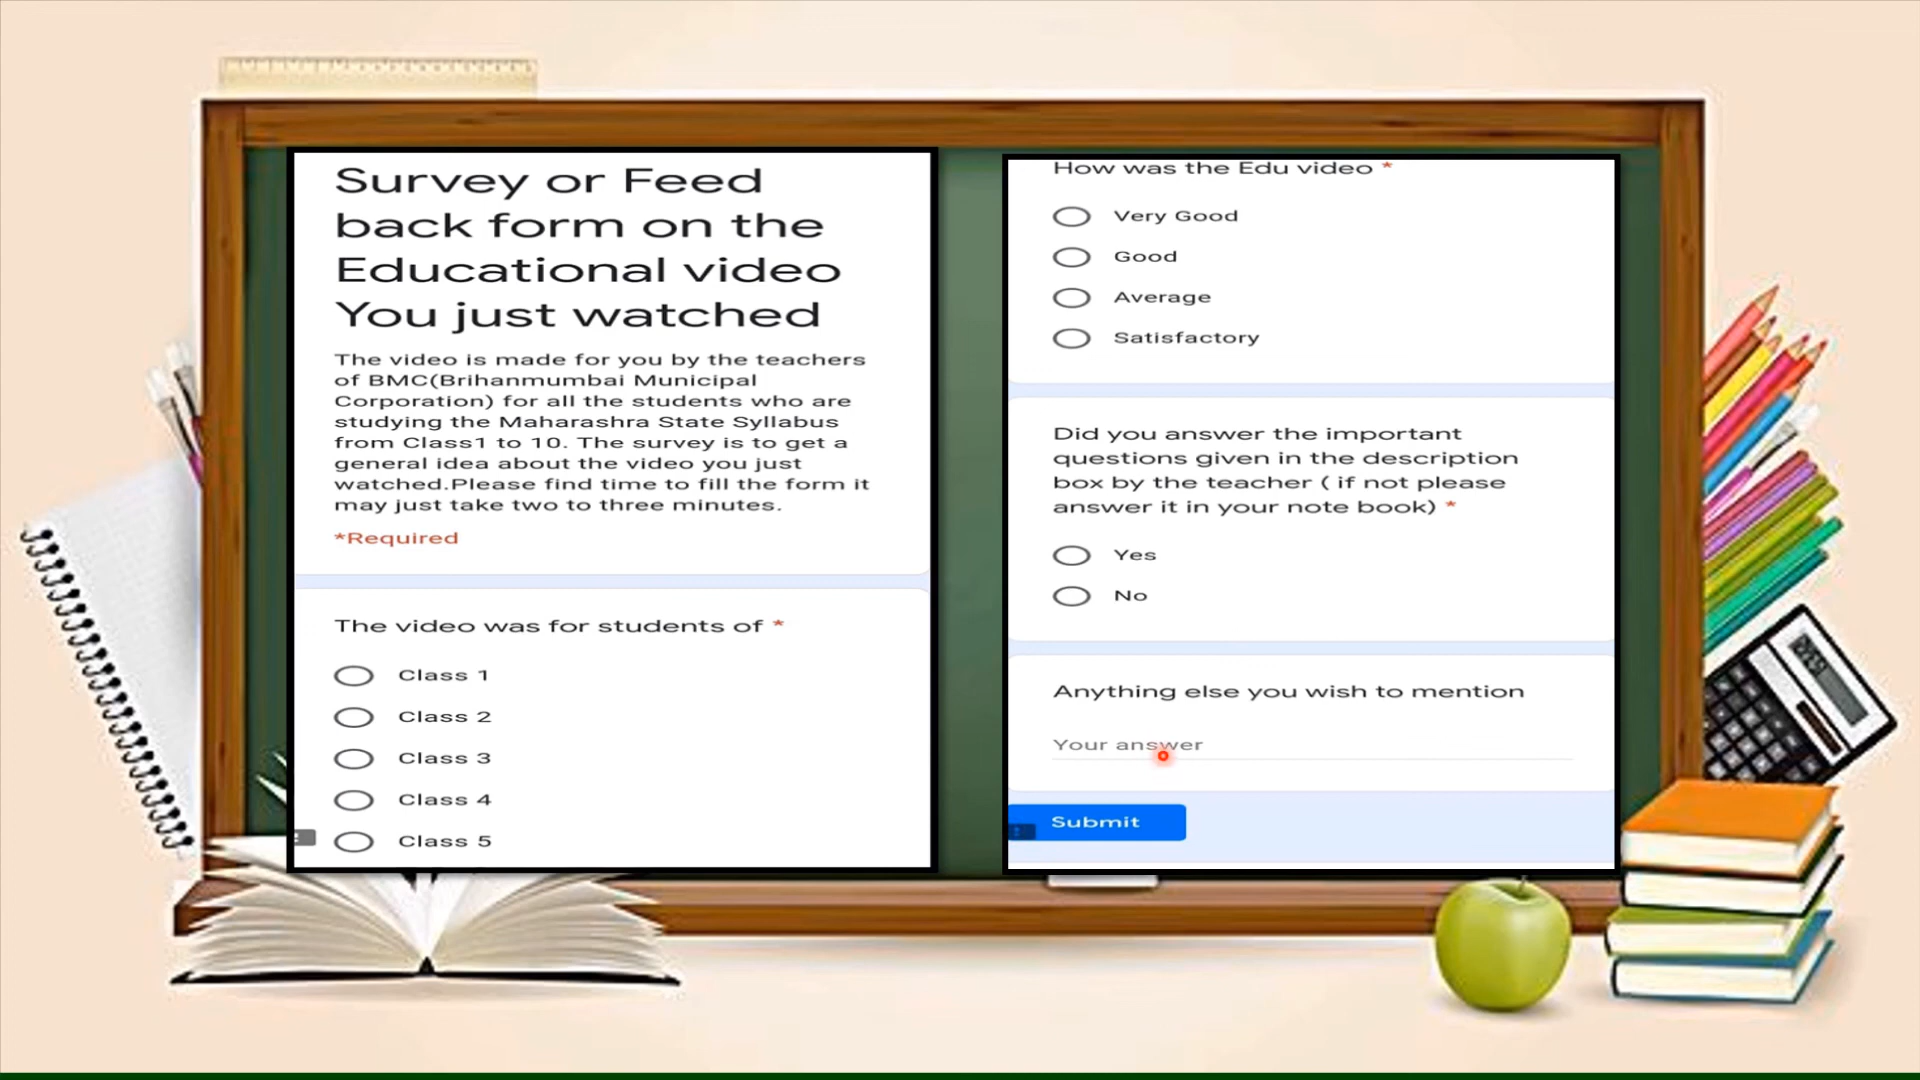 Survey or Feed
back form on the
Educational video
You just watched
The video is made for you by the teachers
of BMC(Brihanmumbai Municipal
Corporation) for all the students who are
studying the Maharashra State Syllabus
from Class1 to 10. The survey is to get a
general idea about the video you just
watched.Please find time to fill the form it
may just take two to three minutes.
*Required
The video was for students of *
Class 1
Class 2
Class 3
Class 4
Class 5
How was the Edu video *
Very Good
Good
Average
Satisfactory
Did you answer the important
questions given in the description
box by the teacher ( if not please
answer it in your note book) *
Yes
No
Anything else you wish to mention
Your answer
Submit